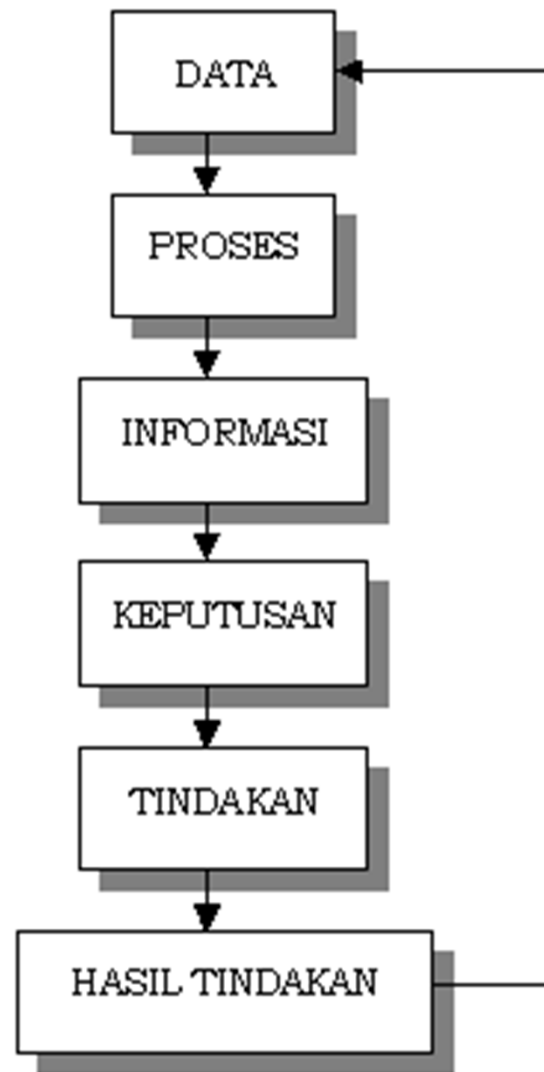 DATA
PROSES
INFORMASI
KEPUTUSAN
TINDAKAN
HASIL TINDAKAN